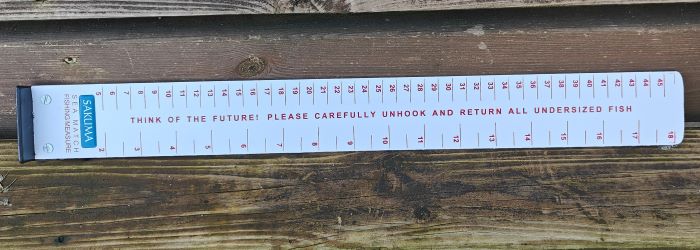 SAKUMA
SEA MATCH
FISHING MEASURE
5 6 7 8 9 10 11 12 13 14 15 16 17 18 19 20 21 22 23 24 25 26 27 28 29 30 31 32 33 34 35 36 37 38 39 40 41 42 43 44 45
THINK OF THE FUTURE! PLEASE CAREFULLY UNHOOK AND RETURN ALL UNDERSIZED FISH
2 3 4 5 6 7 8 9 10 11 12 13 14 15 16 17 18